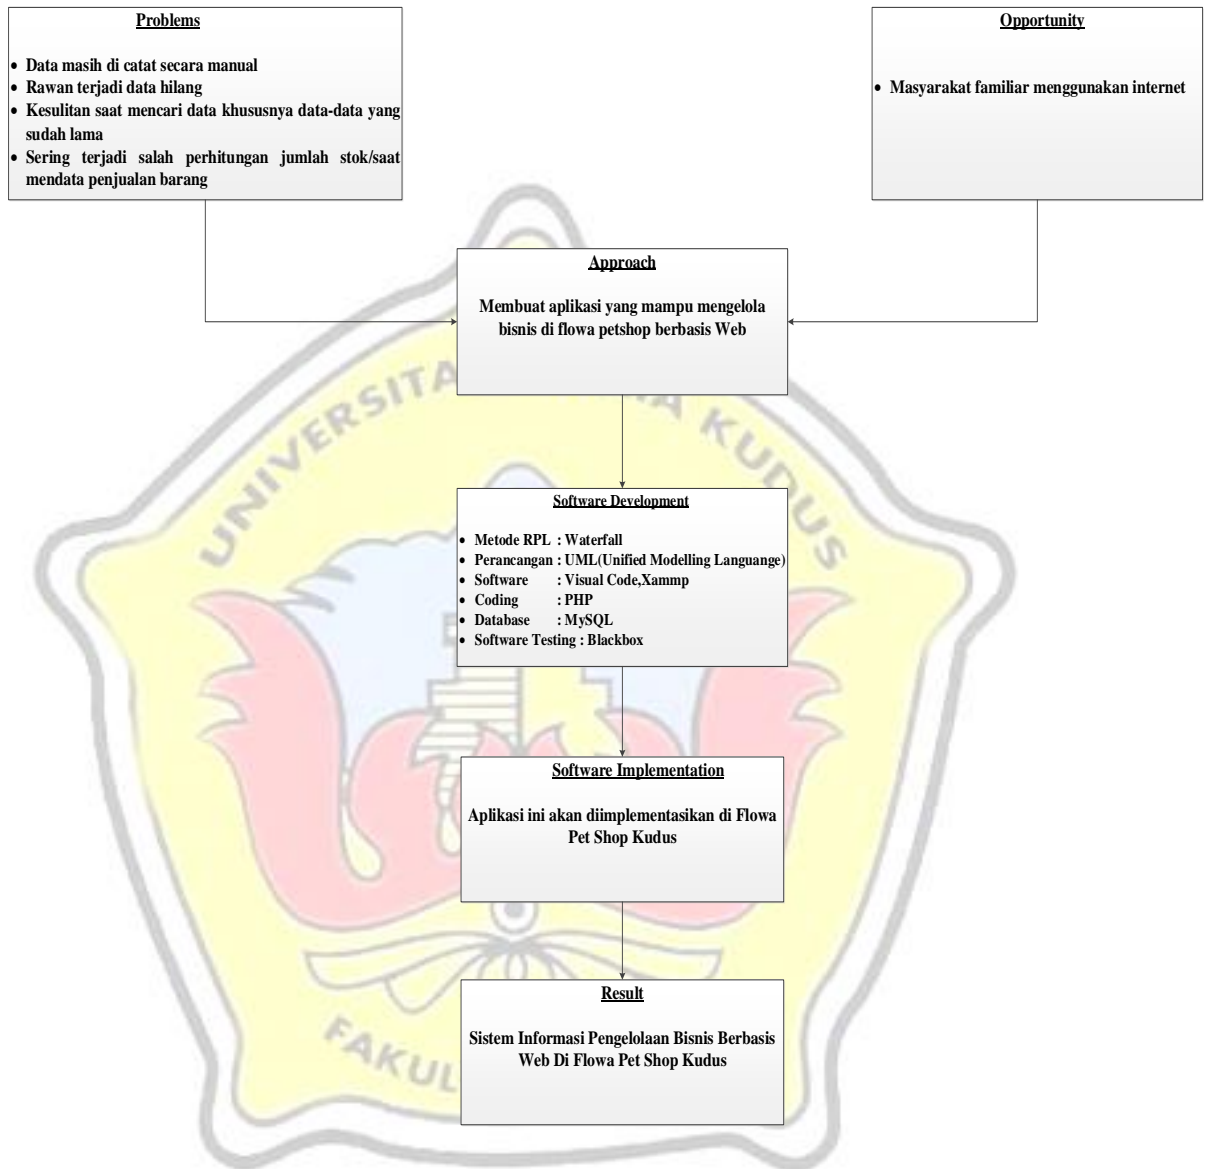 Problems
• Data masih di catat secara manual
• Rawan terjadi data hilang
• Kesulitan saat mencari data khususnya data-data yang
sudah lama
• Sering terjadi salah perhitungan jumlah stok/saat
mendata penjualan barang
Opportunity
• Masyarakat familiar menggunakan internet
Approach
Membuat aplikasi yang mampu mengelola
bisnis di flowa petshop berbasis Web
Software Development
• Metode RPL : Waterfall
• Perancangan : UML(Unified Modelling Languange)
• Software : Visual Code,Xammp
• Coding : PHP
• Database : MySQL
• Software Testing : Blackbox
Software Implementation
Aplikasi ini akan diimplementasikan di Flowa
Pet Shop Kudus
Result
Sistem Informasi Pengelolaan Bisnis Berbasis
Web Di Flowa Pet Shop Kudus
KUDUS